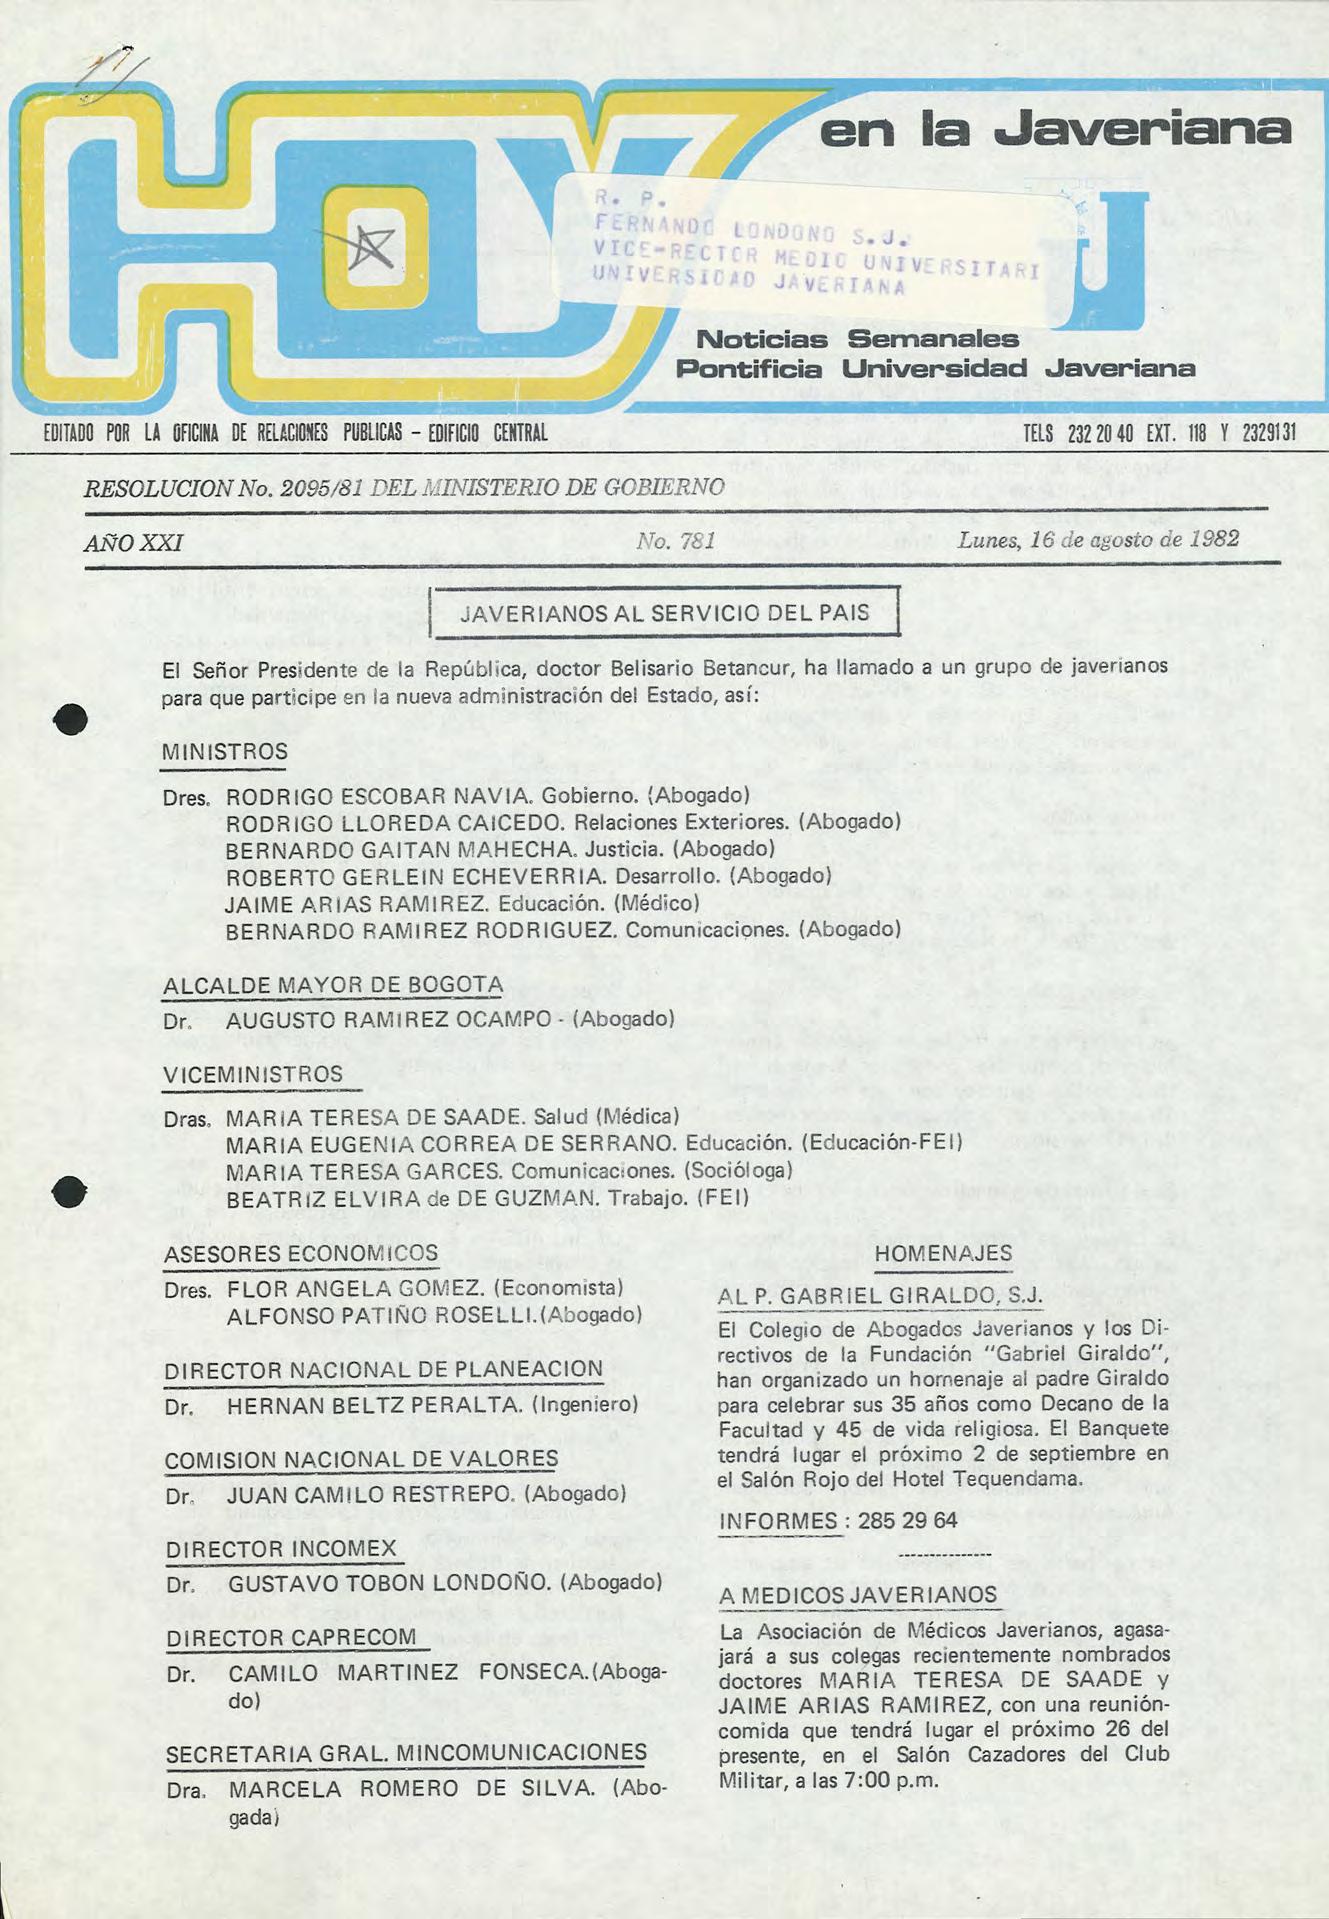 HOY
en la Javeriana
R. P.
FERNANDO LONDONO S.J.
VICE-RECTOR MEDIO UNIVERSITARI
UNIVERSIDAD JAVERIANA
J
Noticias Semanales
Pontificia Universidad Javeriana
EDITADO POR LA OFICINA DE RELACIONES PUBLICAS - EDIFICIO CENTRAL
TELS 232 20 40 EXT. 118 Y 2329131
RESOLUCION No. 2095/81 DEL MINISTERIO DE GOBIERNO
AÑO XXI No. 781 Lunes, 16 de agosto de 1982
JAVERIANOS AL SERVICIO DEL PAIS
El Señor Presidente de la República, doctor Belisario Betancur, ha llamado a un grupo de javerianos
para que participe en la nueva administración del Estado, así:
MINISTROS
Dres. RODRIGO ESCOBAR NAVIA. Gobierno. (Abogado)
RODRIGO LLOREDA CAICEDO. Relaciones Exteriores. (Abogado)
BERNARDO GAITAN MAHECHA. Justicia. (Abogado)
ROBERTO GERLEIN ECHEVERRIA. Desarrollo. (Abogado)
JAIME ARIAS RAMIREZ. Educación. (Médico)
BERNARDO RAMIREZ RODRIGUEZ. Comunicaciones. (Abogado)
ALCALDE MAYOR DE BOGOTA
Dr. AUGUSTO RAMIREZ OCAMPO - (Abogado)
VICEMINISTROS
Dras. MARIA TERESA DE SAADE. Salud (Médica)
MARIA EUGENIA CORREA DE SERRANO. Educación. (Educación-FEI)
MARIA TERESA GARCES. Comunicaciones. (Socióloga)
BEATRIZ ELVIRA de DE GUZMAN. Trabajo. (FEI)
ASESORES ECONOMICOS
Dres. FLOR ANGELA GOMEZ. (Economista)
ALFONSO PATIÑO ROSELLI.(Abogado)
DIRECTOR NACIONAL DE PLANEACION
Dr. HERNAN BELTZ PERALTA. (Ingeniero)
COMISION NACIONAL DE VALORES
Dr. JUAN CAMILO RESTREPO. (Abogado)
DIRECTOR INCOMEX
Dr. GUSTAVO TOBON LONDOÑO. (Abogado)
DIRECTOR CAPRECOM
Dr. CAMILO MARTINEZ FONSECA.(Aboga-
do)
SECRETARIA GRAL. MINCOMUNICACIONES
Dra. MARCELA ROMERO DE SILVA. (Abo-
gada)
HOMENAJES
AL P. GABRIEL GIRALDO, S.J.
El Colegio de Abogados Javerianos y los Di-
rectivos de la Fundación "Gabriel Giraldo",
han organizado un homenaje al padre Giraldo
para celebrar sus 35 años como Decano de la
Facultad y 45 de vida religiosa. El Banquete
tendrá lugar el próximo 2 de septiembre en
el Salón Rojo del Hotel Tequendama.
INFORMES : 285 29 64
---------------
A MEDICOS JAVERIANOS
La Asociación de Médicos Javerianos, agasa-
jará a sus colegas recientemente nombrados
doctores MARIA TERESA DE SAADE y
JAIME ARIAS RAMIREZ, con una reunión-
comida que tendrá lugar el próximo 26 del
presente, en el Salón Cazadores del Club
Militar, a las 7:00 p.m.